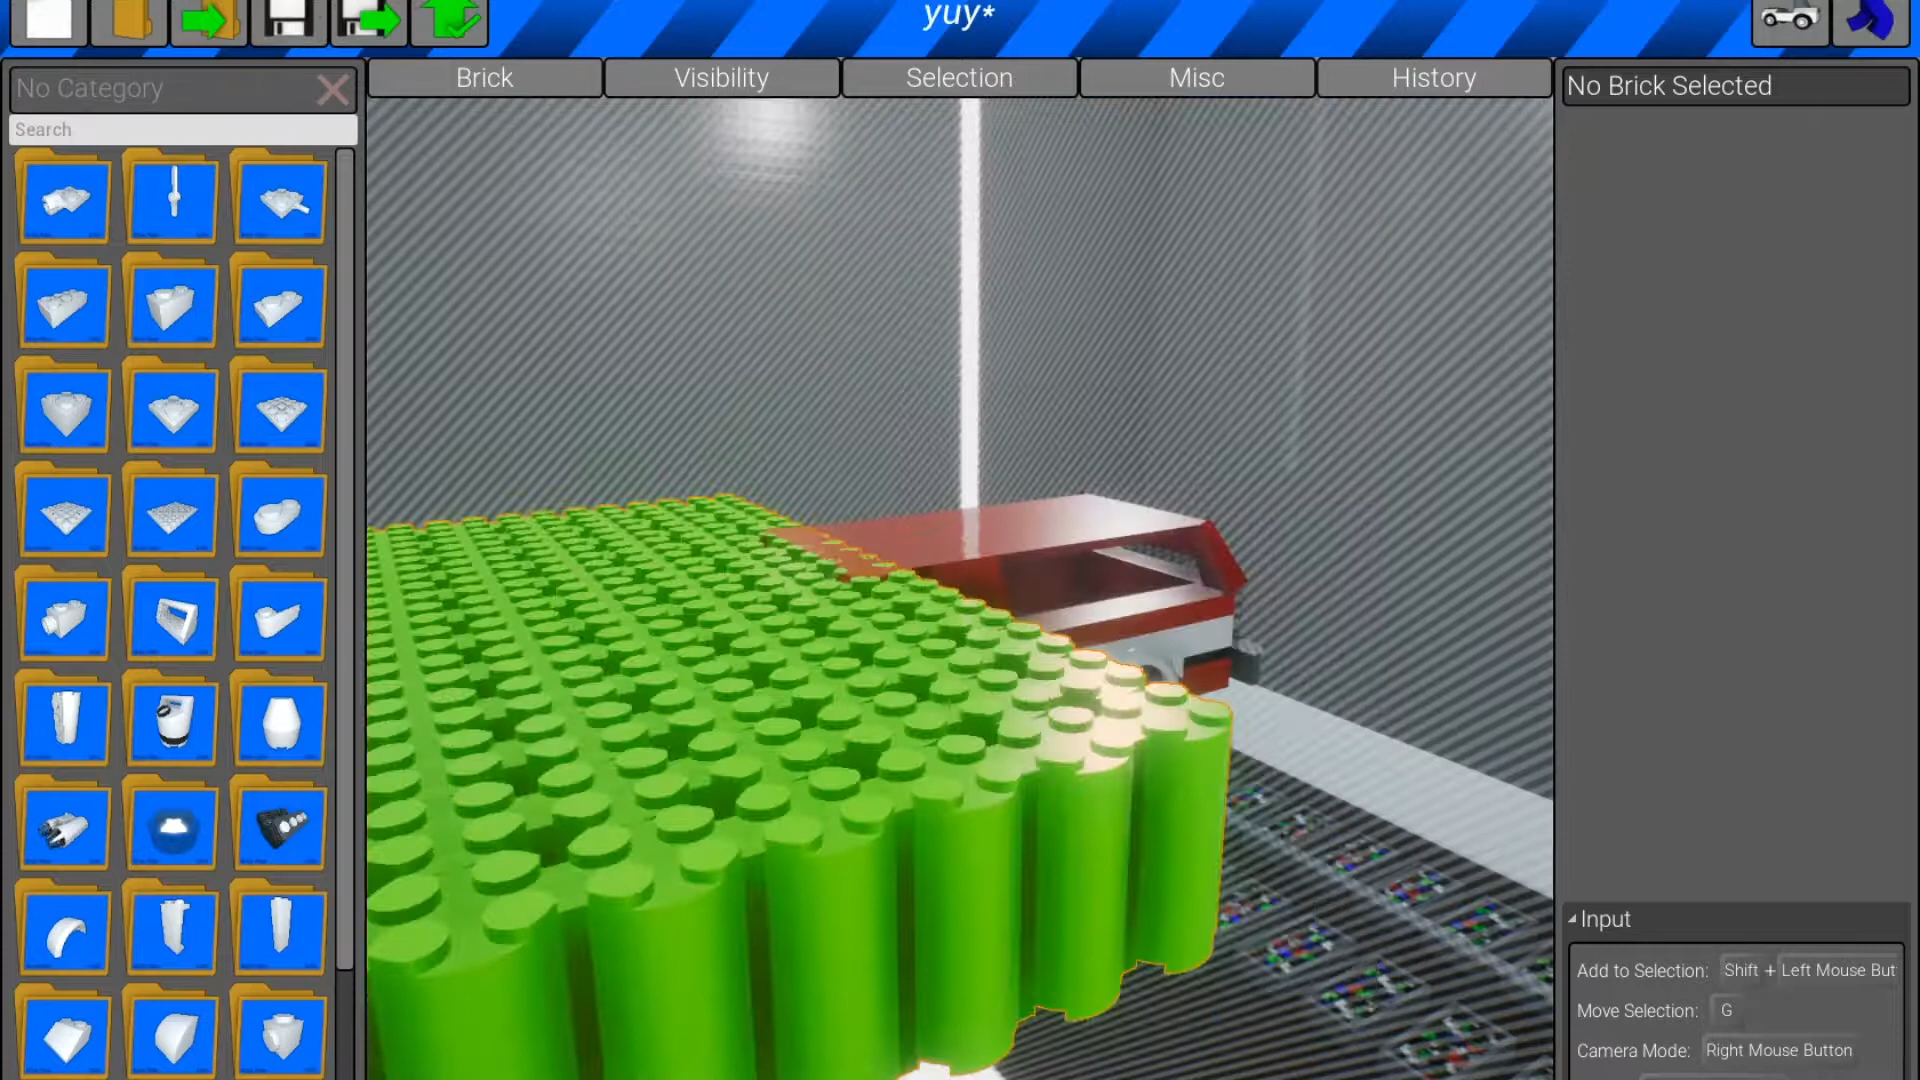 yuy*
No Category
Search
Brick
Visibility
Selection
Misc
History
No Brick Selected
Input
Add to Selection: Shift + Left Mouse But
Move Selection: G
Camera Mode: Right Mouse Button